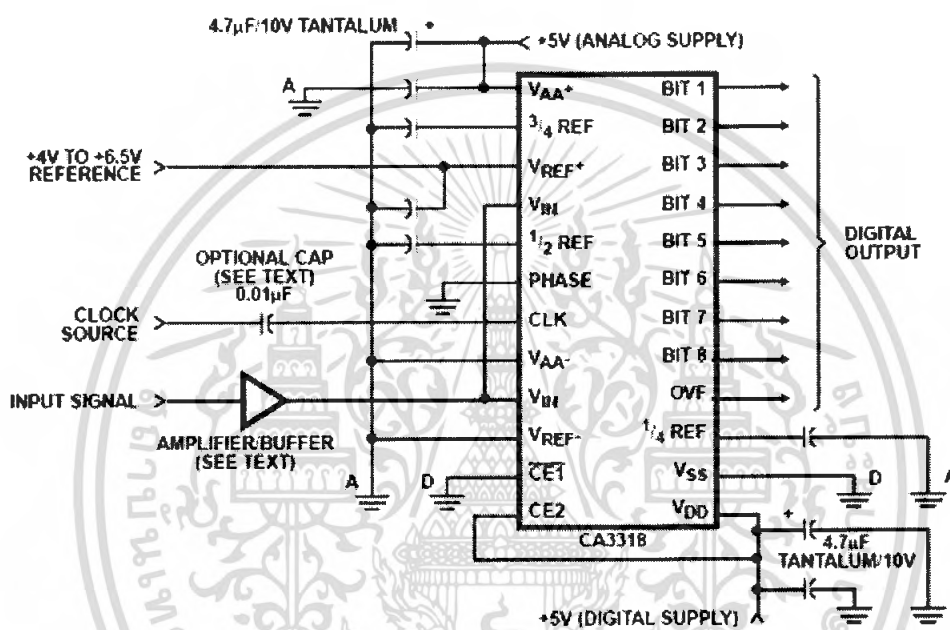 4.7µF/10V TANTALUM +
+5V (ANALOG SUPPLY)
A
+4V TO +6.5V
REFERENCE
OPTIONAL CAP
(SEE TEXT)
0.01µF
CLOCK
SOURCE
INPUT SIGNAL
AMPLIFIER/BUFFER
(SEE TEXT)
A
D
VAA+
3/4 REF
VREF+
VIN
1/2 REF
PHASE
CLK
VAA-
VIN
VREF-
CE1
CE2
BIT 1
BIT 2
BIT 3
BIT 4
BIT 5
BIT 6
BIT 7
BIT 8
OVF
1/4 REF
VSS
VDD
CA3318
DIGITAL
OUTPUT
D
A
+
4.7µF
TANTALUM/10V
+5V (DIGITAL SUPPLY)